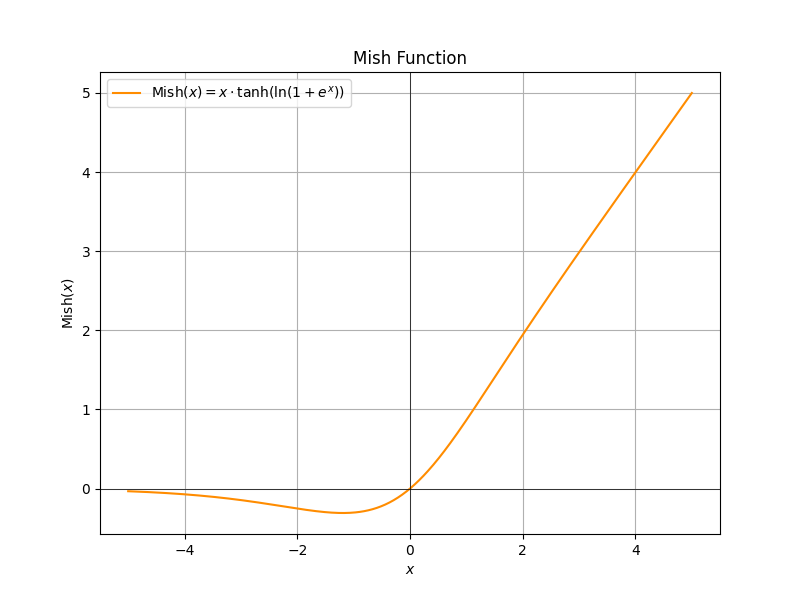 Mish Function
Mish(x) = x · tanh(ln(1 + e^x))
5
4
3
2
1
0
Mish(x)
−4
−2
0
2
4
x